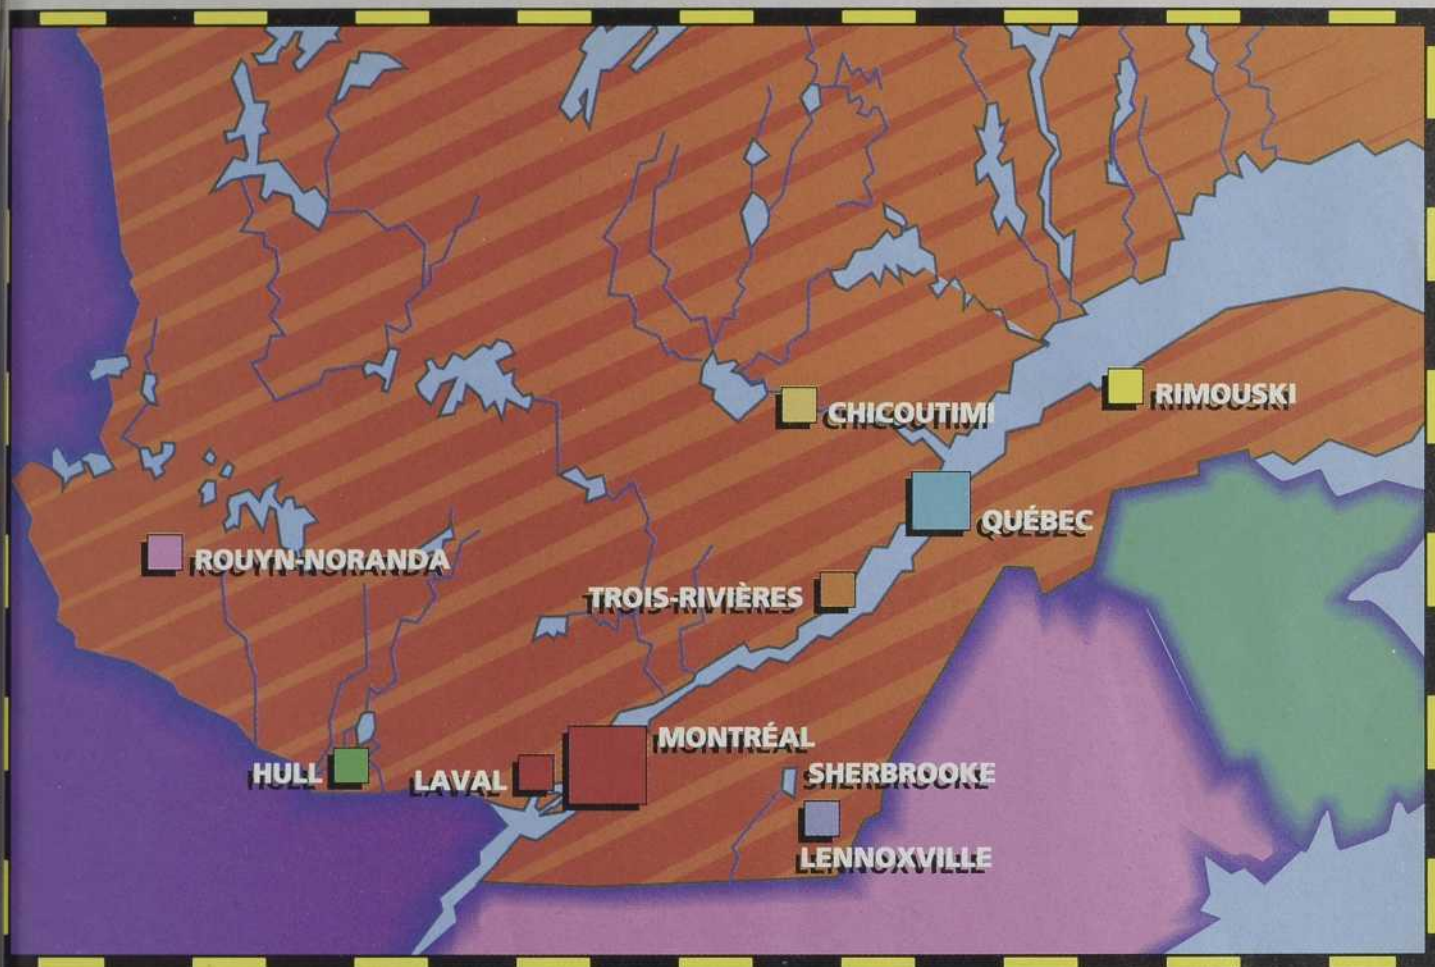 CHICOUTIMI
RIMOUSKI
QUÉBEC
ROUYN-NORANDA
TROIS-RIVIÈRES
MONTRÉAL
HULL
LAVAL
SHERBROOKE
LENNOXVILLE